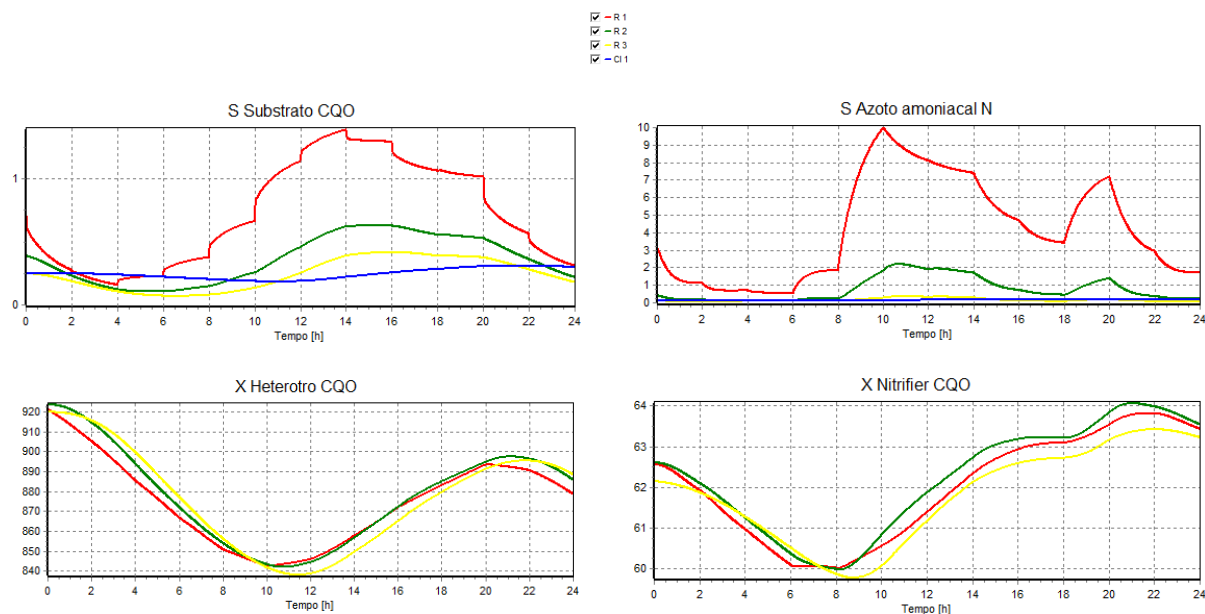 R 1
R 2
R 3
Cl 1
S Substrato CQO
1
0
0 2 4 6 8 10 12 14 16 18 20 22 24
Tempo [h]
S Azoto amoniacal N
10
9
8
7
6
5
4
3
2
1
0
0 2 4 6 8 10 12 14 16 18 20 22 24
Tempo [h]
X Heterotro CQO
920
910
900
890
880
870
860
850
840
0 2 4 6 8 10 12 14 16 18 20 22 24
Tempo [h]
X Nitrifier CQO
64
63
62
61
60
0 2 4 6 8 10 12 14 16 18 20 22 24
Tempo [h]